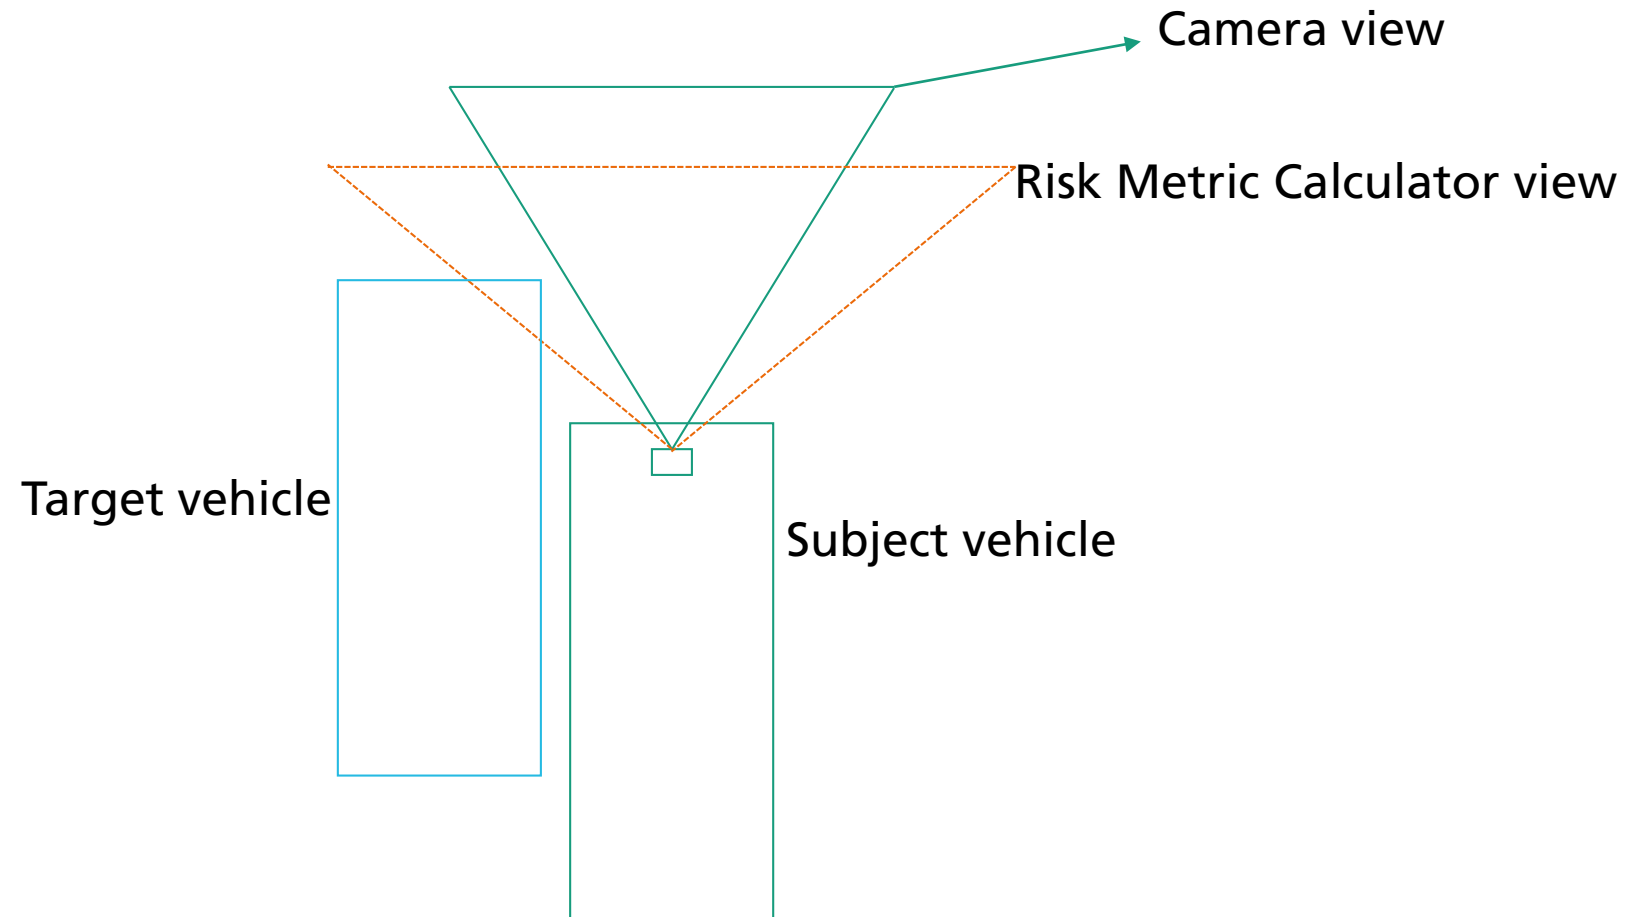 Camera view
Risk Metric Calculator view
Target vehicle
Subject vehicle